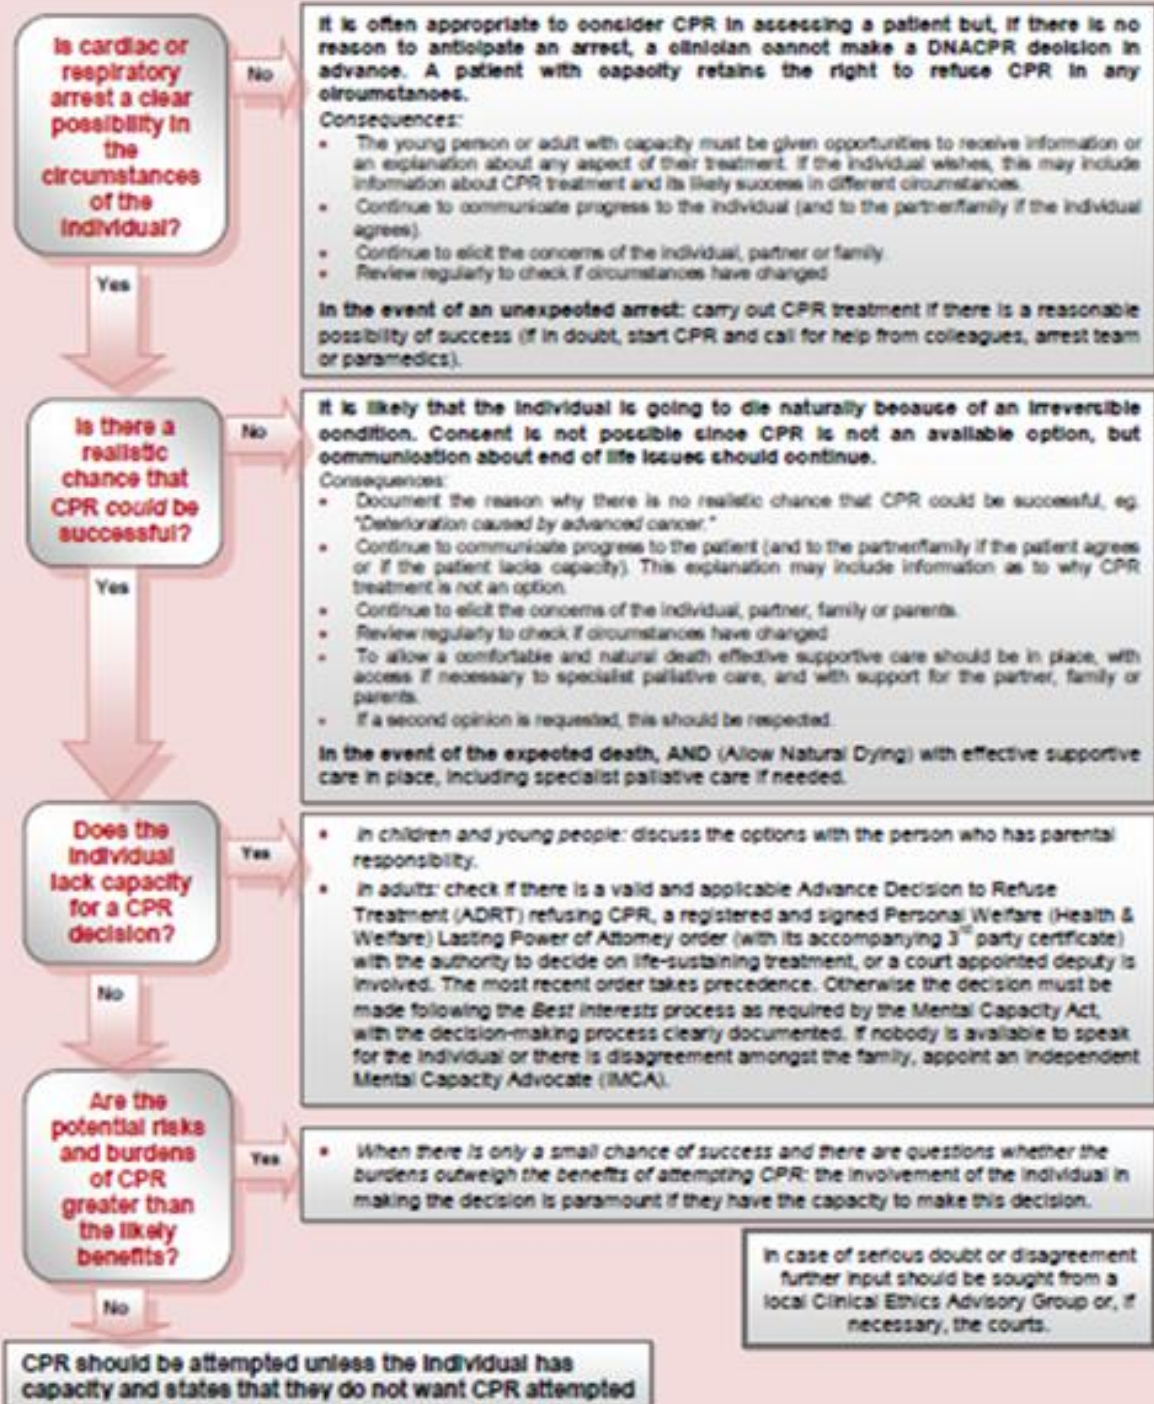 Is cardiac or
respiratory
arrest a clear
possibility in
the
circumstances
of the
individual?
No
It is often appropriate to consider CPR in assessing a patient but, if there is no
reason to anticipate an arrest, a clinician cannot make a DNACPR decision in
advance. A patient with capacity retains the right to refuse CPR in any
circumstances.
Consequences:
• The young person or adult with capacity must be given opportunities to receive information or
an explanation about any aspect of their treatment. If the individual wishes, this may include
information about CPR treatment and its likely success in different circumstances.
• Continue to communicate progress to the individual (and to the partner/family if the individual
agrees).
• Continue to elicit the concerns of the individual, partner or family.
• Review regularly to check if circumstances have changed
In the event of an unexpected arrest: carry out CPR treatment if there is a reasonable
possibility of success (if in doubt, start CPR and call for help from colleagues, arrest team
or paramedics).
Yes
Is there a
realistic
chance that
CPR could be
successful?
No
It is likely that the individual is going to die naturally because of an irreversible
condition. Consent is not possible since CPR is not an available option, but
communication about end of life issues should continue.
Consequences:
• Document the reason why there is no realistic chance that CPR could be successful, eg.
"Deterioration caused by advanced cancer."
• Continue to communicate progress to the patient (and to the partner/family if the patient agrees
or if the patient lacks capacity). This explanation may include information as to why CPR
treatment is not an option.
• Continue to elicit the concerns of the individual, partner, family or parents.
• Review regularly to check if circumstances have changed
• To allow a comfortable and natural death effective supportive care should be in place, with
access if necessary to specialist palliative care, and with support for the partner, family or
parents.
• If a second opinion is requested, this should be respected.
In the event of the expected death, AND (Allow Natural Dying) with effective supportive
care in place, including specialist palliative care if needed.
Yes
Does the
individual
lack capacity
for a CPR
decision?
Yes
• In children and young people: discuss the options with the person who has parental
responsibility.
• In adults: check if there is a valid and applicable Advance Decision to Refuse
Treatment (ADRT) refusing CPR, a registered and signed Personal Welfare (Health &
Welfare) Lasting Power of Attorney order (with its accompanying 3rd party certificate)
with the authority to decide on life-sustaining treatment, or a court appointed deputy is
involved. The most recent order takes precedence. Otherwise the decision must be
made following the Best Interests process as required by the Mental Capacity Act,
with the decision-making process clearly documented. If nobody is available to speak
for the individual or there is disagreement amongst the family, appoint an Independent
Mental Capacity Advocate (IMCA).
No
Are the
potential risks
and burdens
of CPR
greater than
the likely
benefits?
Yes
• When there is only a small chance of success and there are questions whether the
burdens outweigh the benefits of attempting CPR: the involvement of the individual in
making the decision is paramount if they have the capacity to make this decision.
In case of serious doubt or disagreement
further input should be sought from a
local Clinical Ethics Advisory Group or, if
necessary, the courts.
No
CPR should be attempted unless the individual has
capacity and states that they do not want CPR attempted